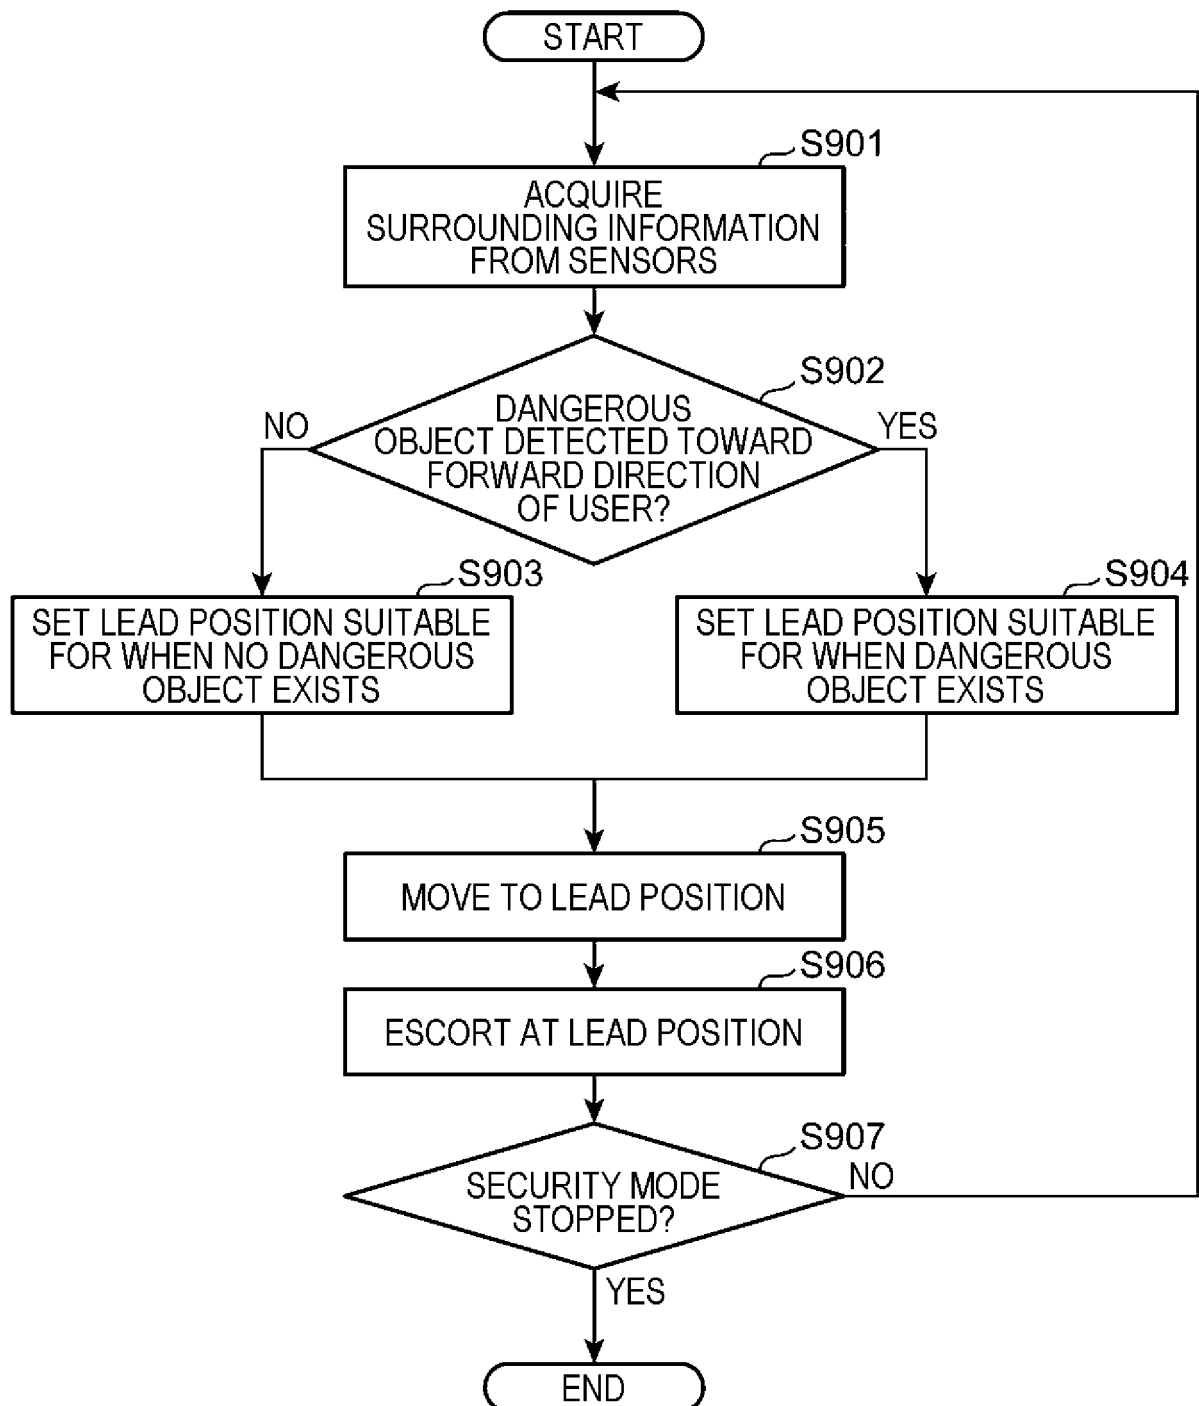 START
S901
ACQUIRE
SURROUNDING INFORMATION
FROM SENSORS
S902
DANGEROUS
OBJECT DETECTED TOWARD
FORWARD DIRECTION
OF USER?
NO
YES
S903
SET LEAD POSITION SUITABLE
FOR WHEN NO DANGEROUS
OBJECT EXISTS
S904
SET LEAD POSITION SUITABLE
FOR WHEN DANGEROUS
OBJECT EXISTS
S905
MOVE TO LEAD POSITION
S906
ESCORT AT LEAD POSITION
S907
SECURITY MODE
STOPPED?
NO
YES
END